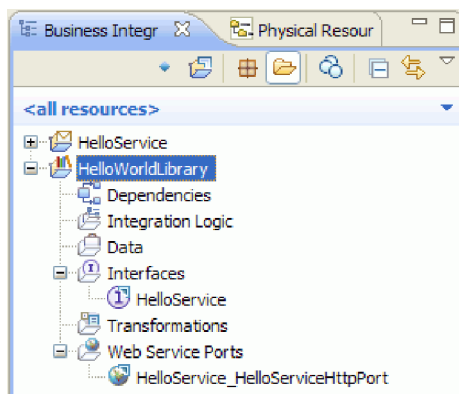 Business Integr Physical Resour
<all resources>
HelloService
HelloWorldLibrary
Dependencies
Integration Logic
Data
Interfaces
HelloService
Transformations
Web Service Ports
HelloService_HelloServiceHttpPort